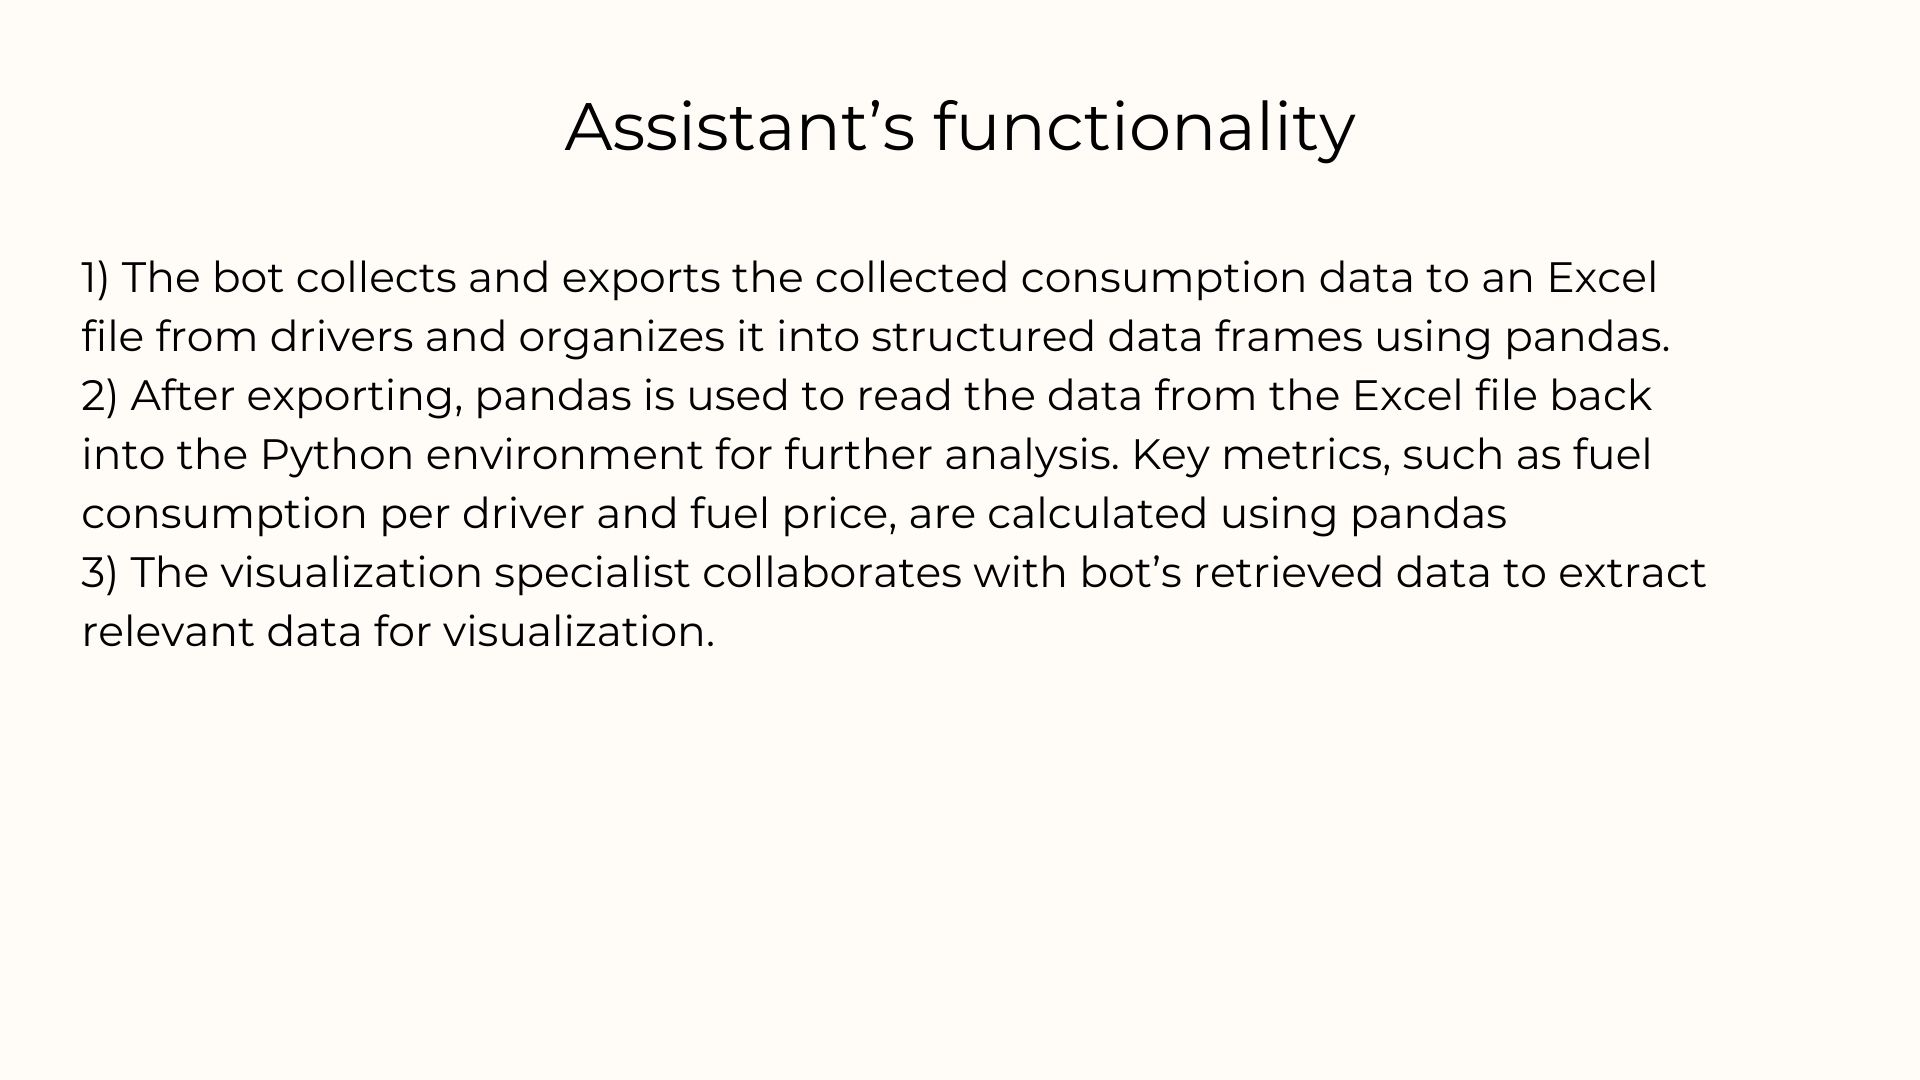 Assistant’s functionality
1) The bot collects and exports the collected consumption data to an Excel
file from drivers and organizes it into structured data frames using pandas.
2) After exporting, pandas is used to read the data from the Excel file back
into the Python environment for further analysis. Key metrics, such as fuel
consumption per driver and fuel price, are calculated using pandas
3) The visualization specialist collaborates with bot’s retrieved data to extract
relevant data for visualization.